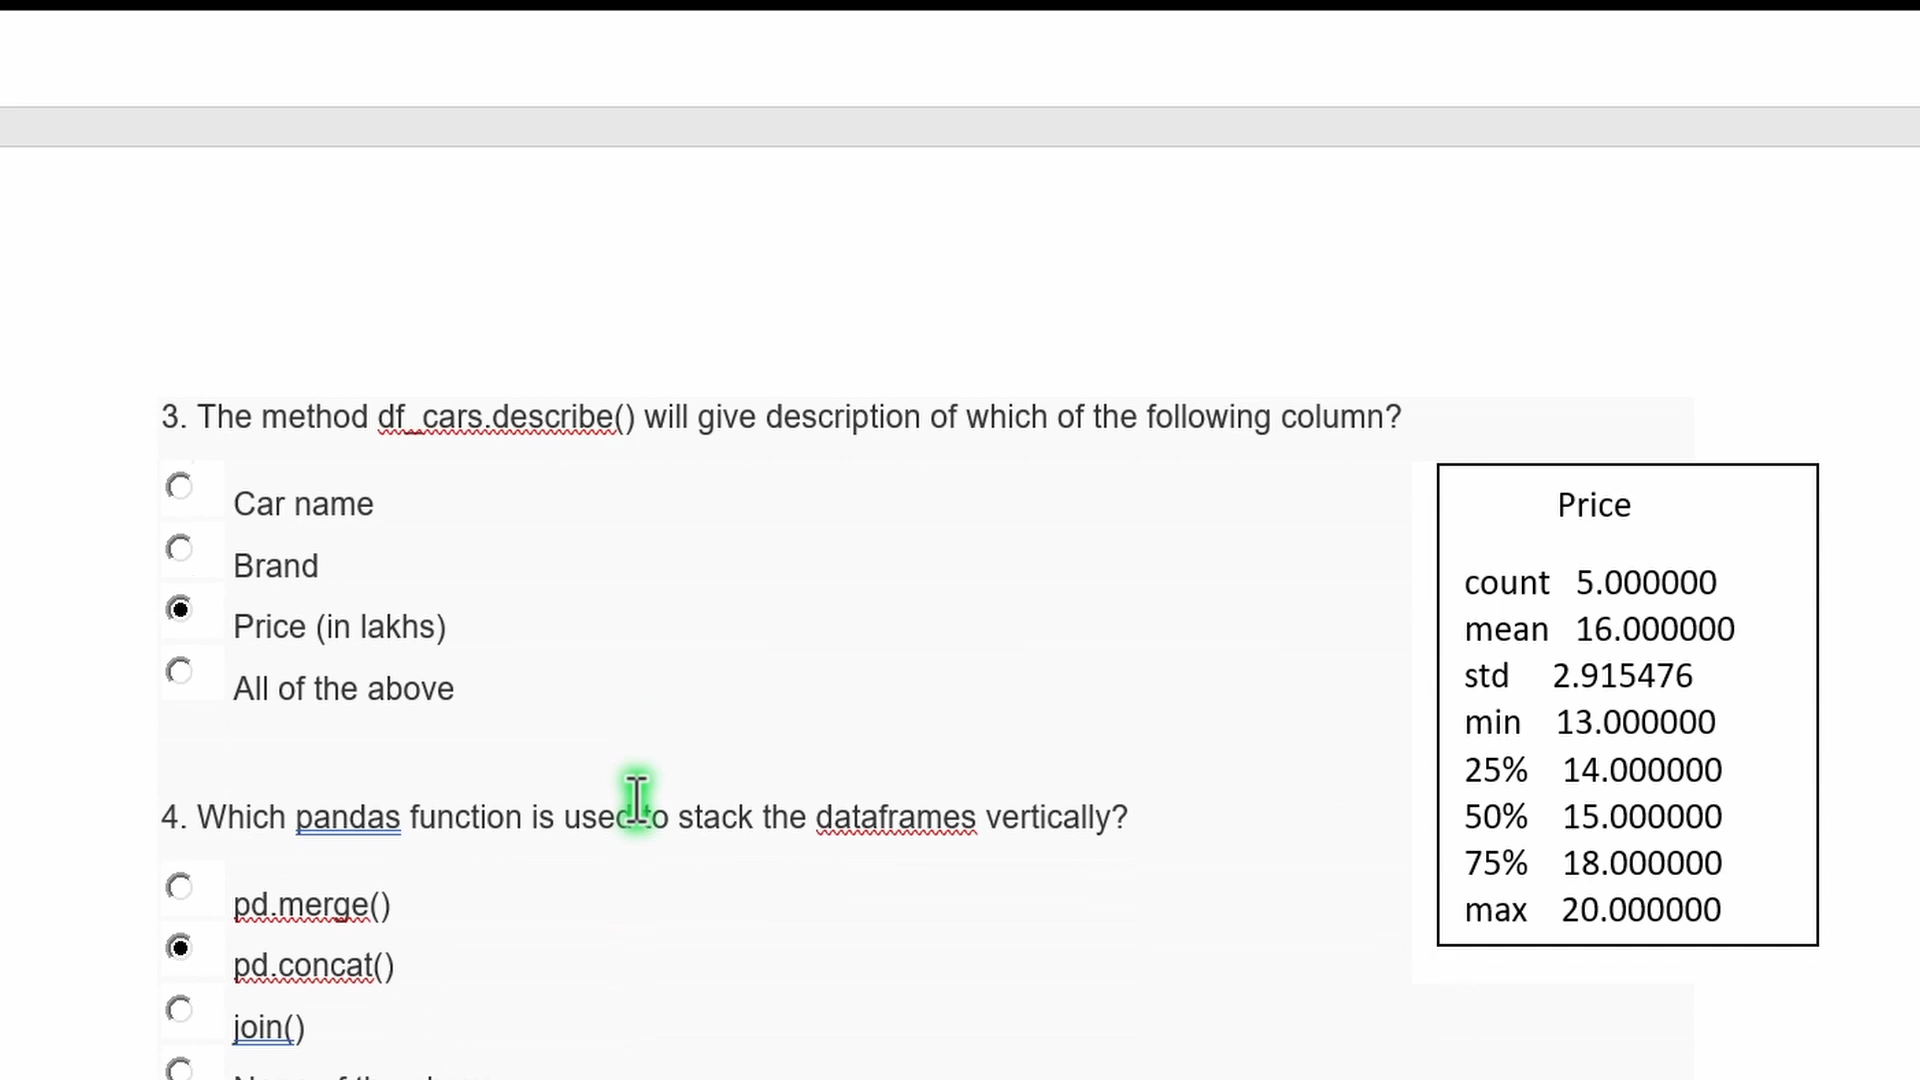 3. The method df_cars.describe() will give description of which of the following column?
Car name
Brand
Price (in lakhs)
All of the above
Price
count 5.000000
mean 16.000000
std 2.915476
min 13.000000
25% 14.000000
50% 15.000000
75% 18.000000
max 20.000000
4. Which pandas function is used to stack the dataframes vertically?
pd.merge()
pd.concat()
join()